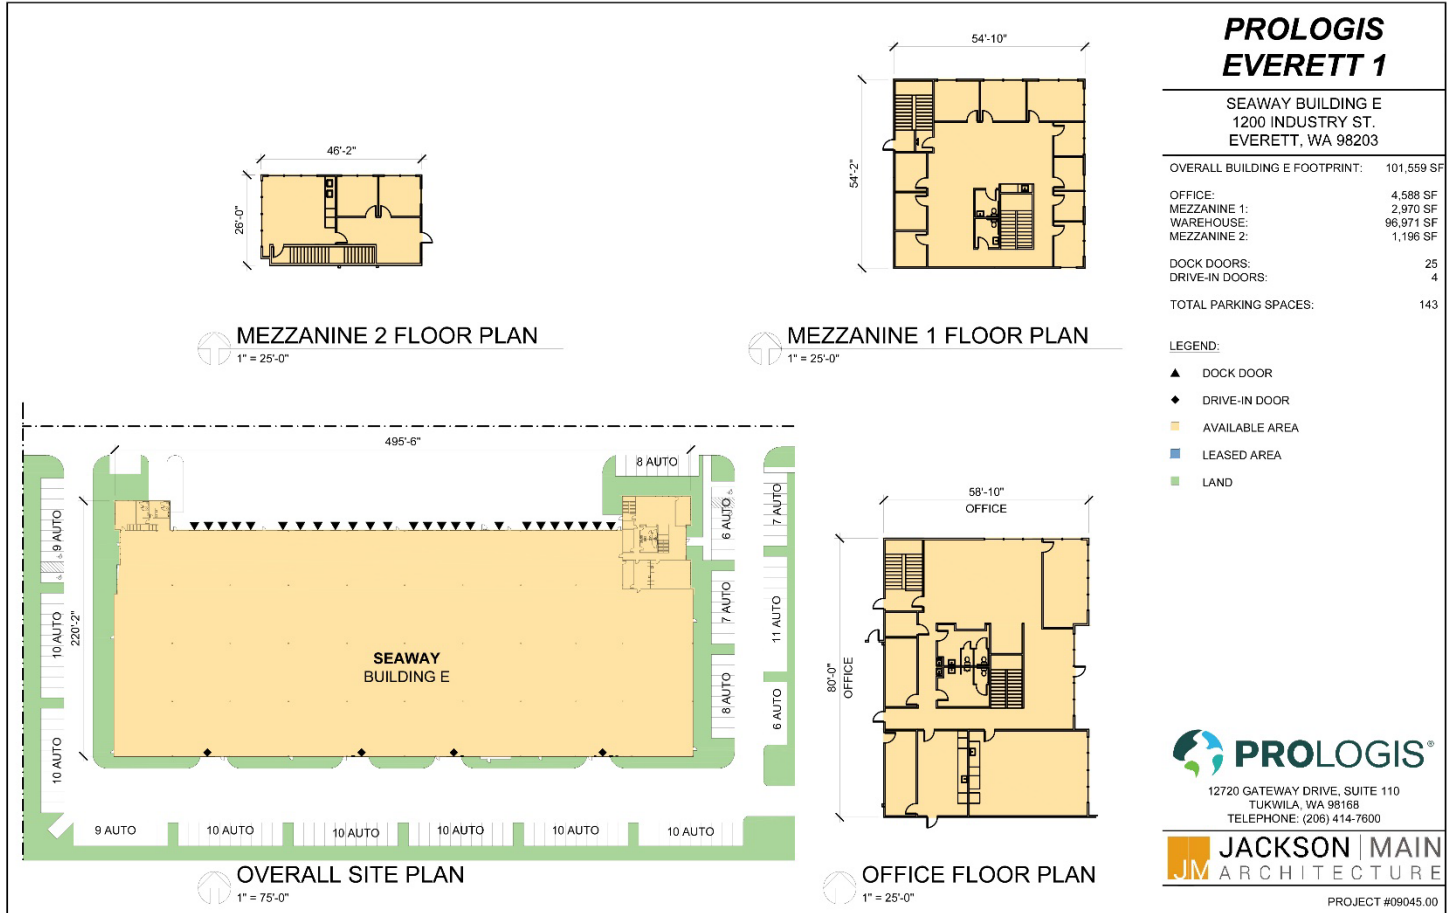 46'-2"
26'-0"
MEZZANINE 2 FLOOR PLAN
1" = 25'-0"
54'-10"
54'-2"
MEZZANINE 1 FLOOR PLAN
1" = 25'-0"
495'-6"
220'-2"
8 AUTO
9 AUTO
10 AUTO
10 AUTO
6 AUTO
7 AUTO
7 AUTO
11 AUTO
8 AUTO
6 AUTO
SEAWAY
BUILDING E
9 AUTO
10 AUTO
10 AUTO
10 AUTO
10 AUTO
10 AUTO
OVERALL SITE PLAN
1" = 75'-0"
58'-10"
OFFICE
80'-0"
OFFICE
OFFICE FLOOR PLAN
1" = 25'-0"
PROLOGIS
EVERETT 1
SEAWAY BUILDING E
1200 INDUSTRY ST.
EVERETT, WA 98203
OVERALL BUILDING E FOOTPRINT: 101,559 SF
OFFICE: 4,588 SF
MEZZANINE 1: 2,970 SF
WAREHOUSE: 96,971 SF
MEZZANINE 2: 1,196 SF
DOCK DOORS: 25
DRIVE-IN DOORS: 4
TOTAL PARKING SPACES: 143
LEGEND:
DOCK DOOR
DRIVE-IN DOOR
AVAILABLE AREA
LEASED AREA
LAND
PROLOGIS®
12720 GATEWAY DRIVE, SUITE 110
TUKWILA, WA 98168
TELEPHONE: (206) 414-7600
JM JACKSON | MAIN
ARCHITECTURE
PROJECT #09045.00